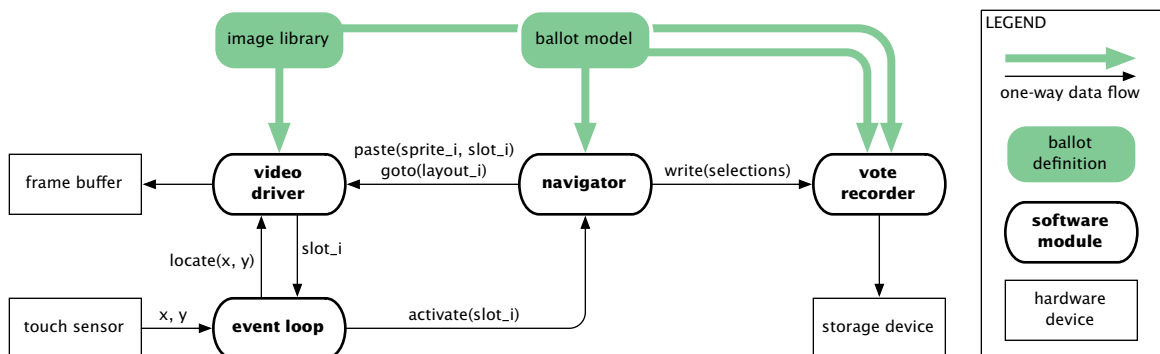 image library
ballot model
LEGEND
one-way data flow
ballot
definition
software
module
hardware
device
paste(sprite_i, slot_i)
goto(layout_i)
frame buffer
video
driver
navigator
write(selections)
vote
recorder
locate(x, y)
slot_i
touch sensor
x, y
event loop
activate(slot_i)
storage device